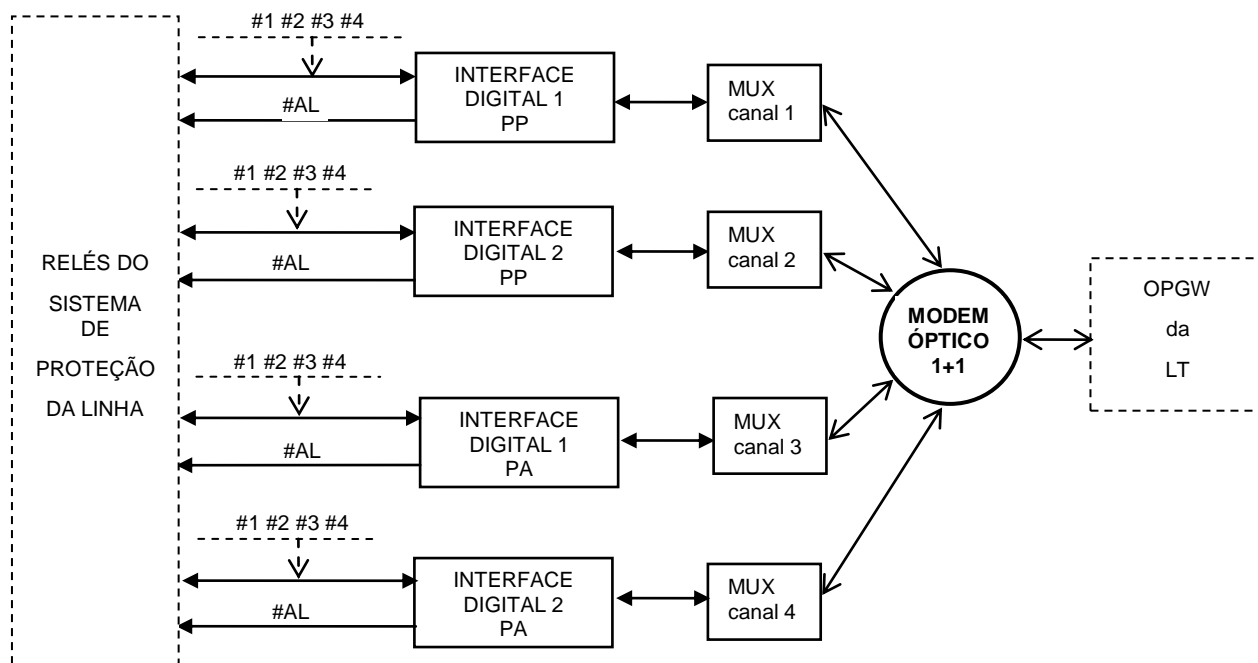 #1 #2 #3 #4
#AL
INTERFACE
DIGITAL 1
PP
MUX
canal 1
#1 #2 #3 #4
#AL
INTERFACE
DIGITAL 2
PP
MUX
canal 2
RELÉS DO
SISTEMA
DE
PROTEÇÃO
DA LINHA
MODEM
ÓPTICO
1+1
OPGW
da
LT
#1 #2 #3 #4
#AL
INTERFACE
DIGITAL 1
PA
MUX
canal 3
#1 #2 #3 #4
#AL
INTERFACE
DIGITAL 2
PA
MUX
canal 4